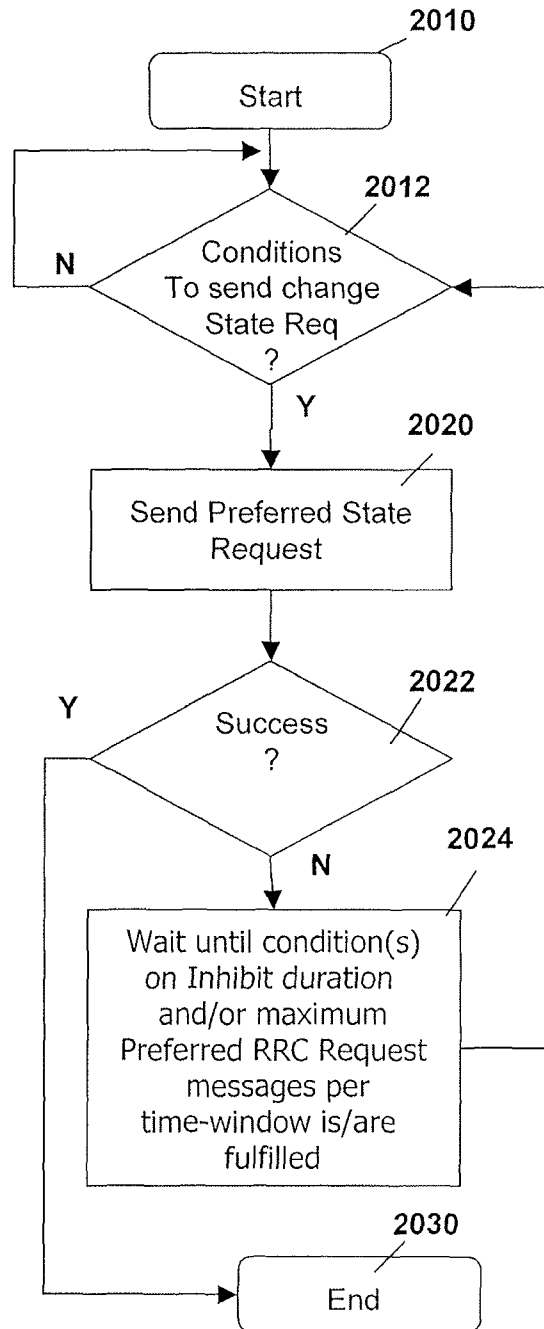 2010
Start
2012
N
Conditions
To send change
State Req
?
Y
2020
Send Preferred State
Request
2022
Y
Success
?
N
2024
Wait until condition(s)
on Inhibit duration
and/or maximum
Preferred RRC Request
messages per
time-window is/are
fulfilled
2030
End